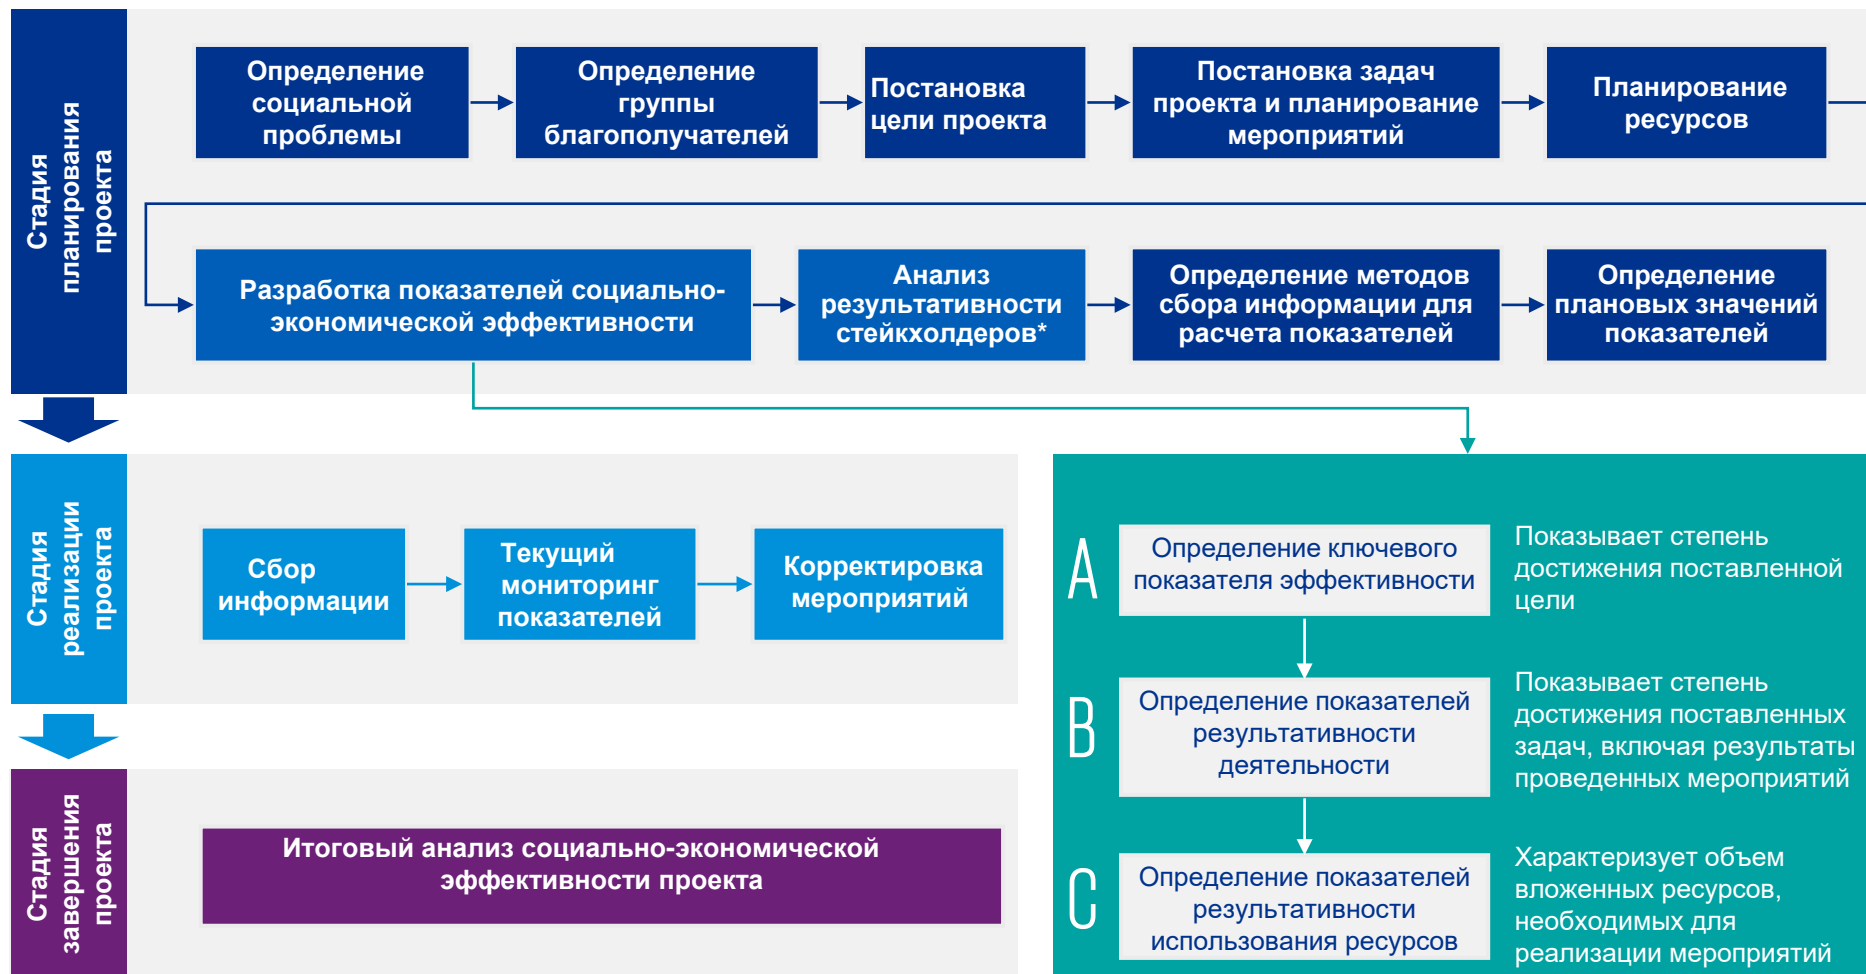 Стадия
планирования
проекта
Определение
социальной
проблемы
Определение
группы
благополучателей
Постановка
цели проекта
Постановка задач
проекта и планирование
мероприятий
Планирование
ресурсов
Разработка показателей социально-
экономической эффективности
Анализ
результативности
стейкхолдеров*
Определение методов
сбора информации для
расчета показателей
Определение
плановых значений
показателей
Стадия
реализации
проекта
Сбор
информации
Текущий
мониторинг
показателей
Корректировка
мероприятий
Стадия
завершения
проекта
Итоговый анализ социально-экономической
эффективности проекта
A
Определение ключевого
показателя эффективности
Показывает степень
достижения поставленной
цели
B
Определение показателей
результативности
деятельности
Показывает степень
достижения поставленных
задач, включая результаты
проведенных мероприятий
C
Определение показателей
результативности
использования ресурсов
Характеризует объем
вложенных ресурсов,
необходимых для
реализации мероприятий